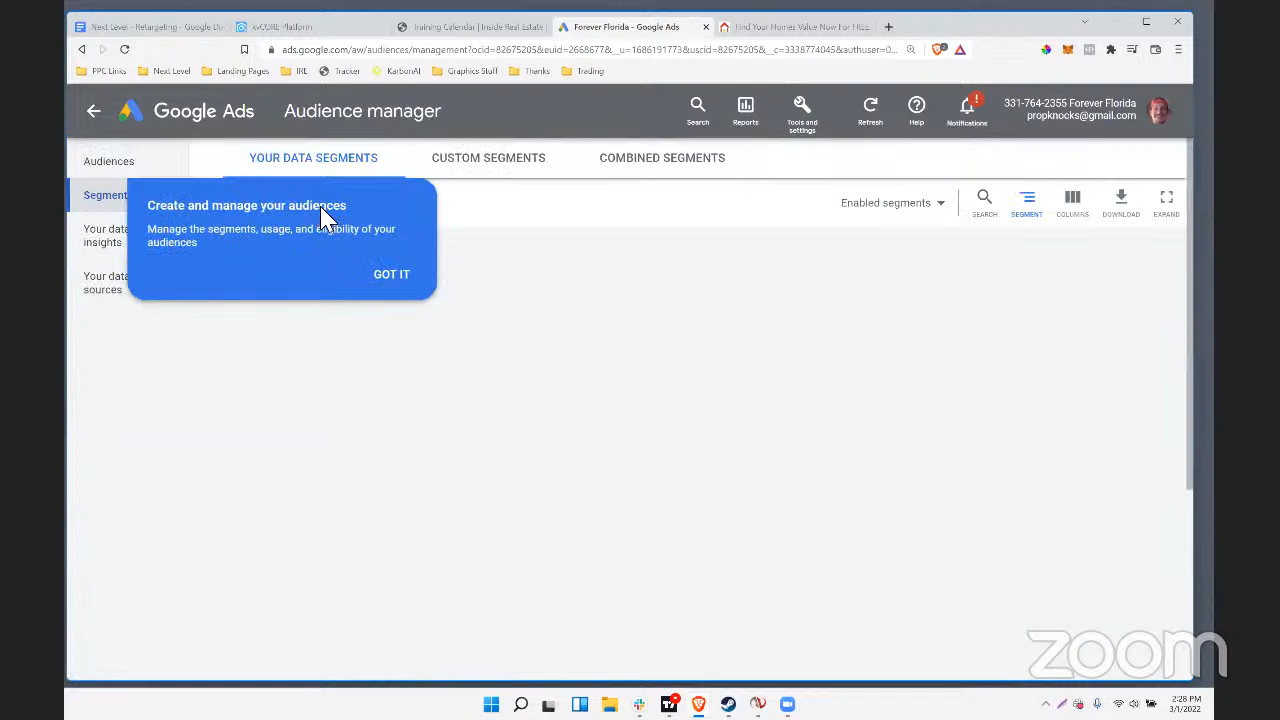 Next Level - Retargeting - Google Do
kvCORE Platform
Training Calendar | Inside Real Estate
Forever Florida - Google Ads
Find Your Homes Value Now For FREE
ads.google.com/aw/audiences/management?ocid=82675205&euid=2668677&__u=1686191773&uscid=82675205&__c=3338774045&authuser=0...
PPC Links
Next Level
Landing Pages
IRE
Tracker
KarbonAI
Graphics Stuff
Thanks
Trading
Google Ads
Audience manager
Search
Reports
Tools and
settings
Refresh
Help
Notifications
331-764-2355 Forever Florida
propknocks@gmail.com
Audiences
YOUR DATA SEGMENTS
CUSTOM SEGMENTS
COMBINED SEGMENTS
Segment
Create and manage your audiences
Manage the segments, usage, and
of your
audiences
GOT IT
Your data
insights
Your data
sources
Enabled segments
SEARCH
SEGMENT
COLUMNS
DOWNLOAD
EXPAND
zoom
2:28 PM
3/1/2022